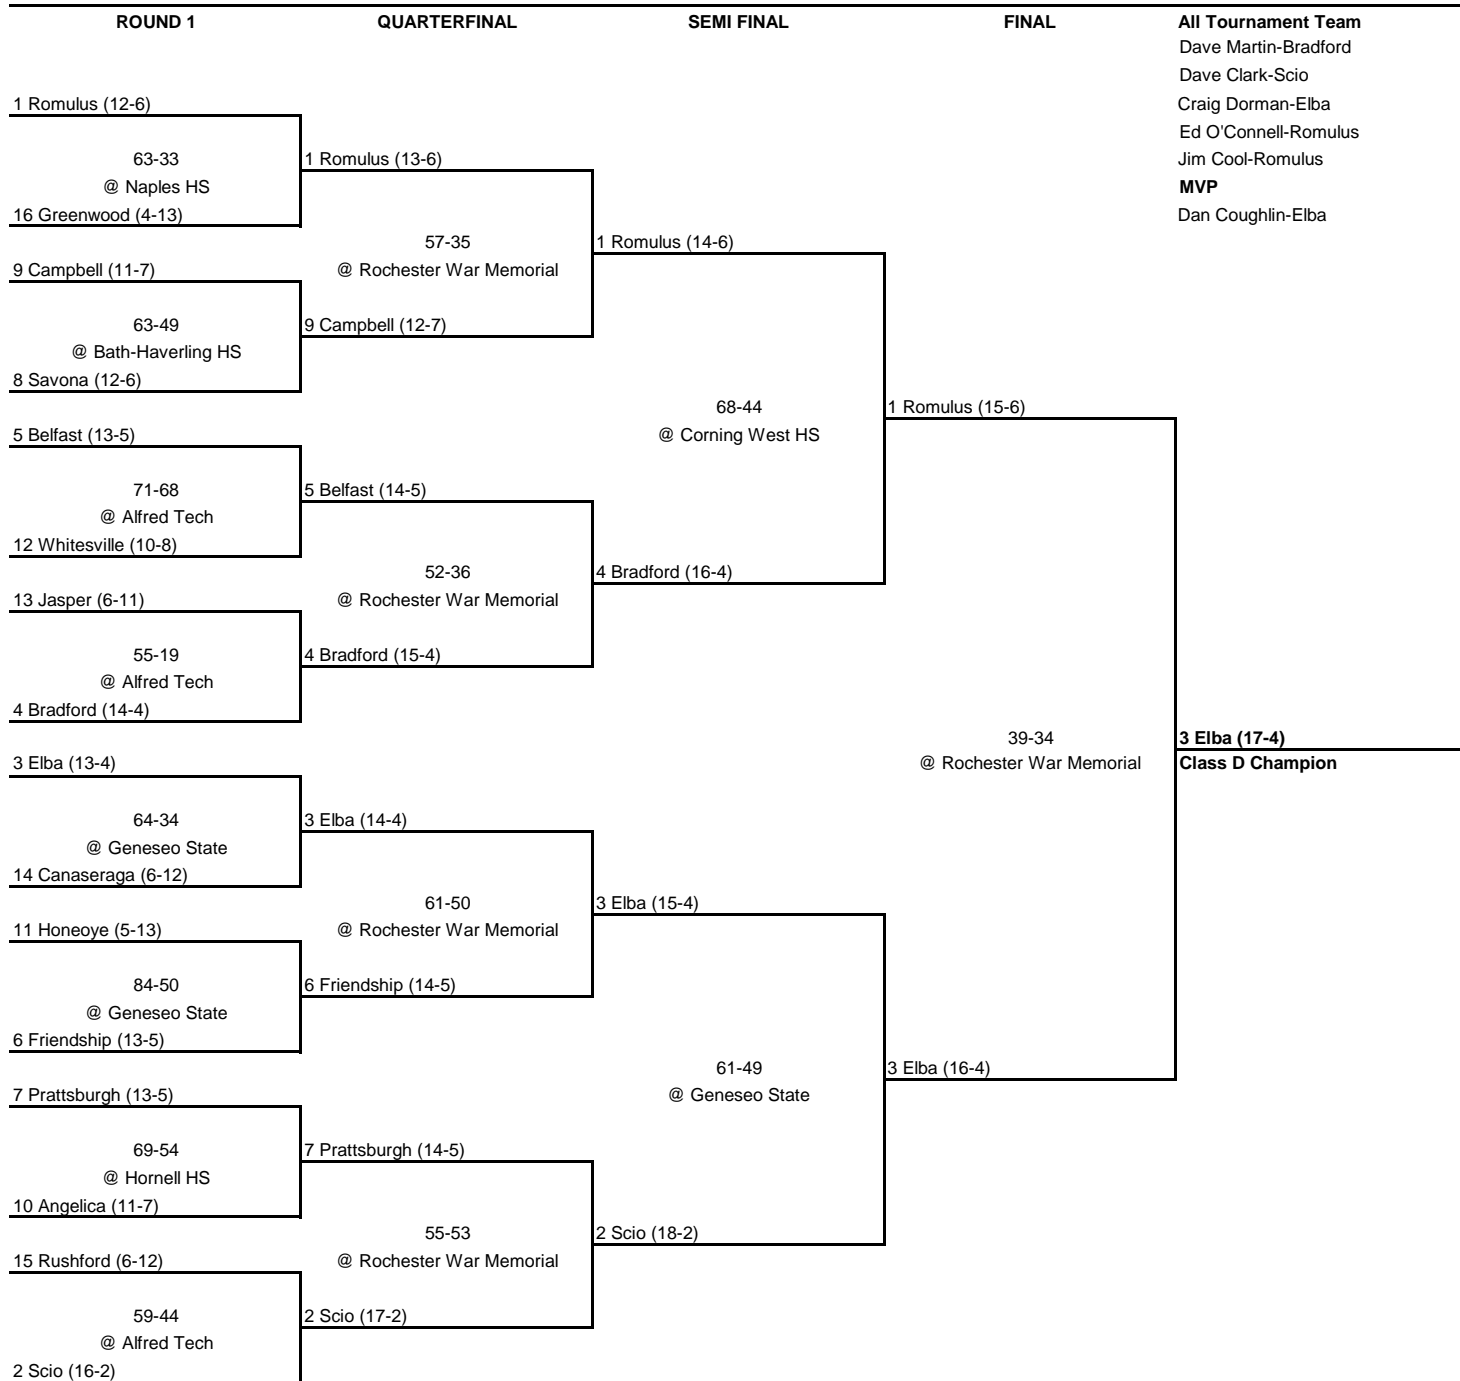 ROUND 1 QUARTERFINAL SEMI FINAL FINAL All Tournament Team
Dave Martin-Bradford
Dave Clark-Scio
1 Romulus (12-6) Craig Dorman-Elba
Ed O'Connell-Romulus
63-33 1 Romulus (13-6) Jim Cool-Romulus
@ Naples HS MVP
16 Greenwood (4-13) Dan Coughlin-Elba
57-35 1 Romulus (14-6)
9 Campbell (11-7) @ Rochester War Memorial
63-49 9 Campbell (12-7)
@ Bath-Haverling HS
8 Savona (12-6)
68-44 1 Romulus (15-6)
5 Belfast (13-5) @ Corning West HS
71-68 5 Belfast (14-5)
@ Alfred Tech
12 Whitesville (10-8)
52-36 4 Bradford (16-4)
13 Jasper (6-11) @ Rochester War Memorial
55-19 4 Bradford (15-4)
@ Alfred Tech
4 Bradford (14-4)
39-34 3 Elba (17-4)
3 Elba (13-4) @ Rochester War Memorial Class D Champion
64-34 3 Elba (14-4)
@ Geneseo State
14 Canaseraga (6-12)
61-50 3 Elba (15-4)
11 Honeoye (5-13) @ Rochester War Memorial
84-50 6 Friendship (14-5)
@ Geneseo State
6 Friendship (13-5)
61-49 3 Elba (16-4)
7 Prattsburgh (13-5) @ Geneseo State
69-54 7 Prattsburgh (14-5)
@ Hornell HS
10 Angelica (11-7)
55-53 2 Scio (18-2)
15 Rushford (6-12) @ Rochester War Memorial
59-44 2 Scio (17-2)
@ Alfred Tech
2 Scio (16-2)